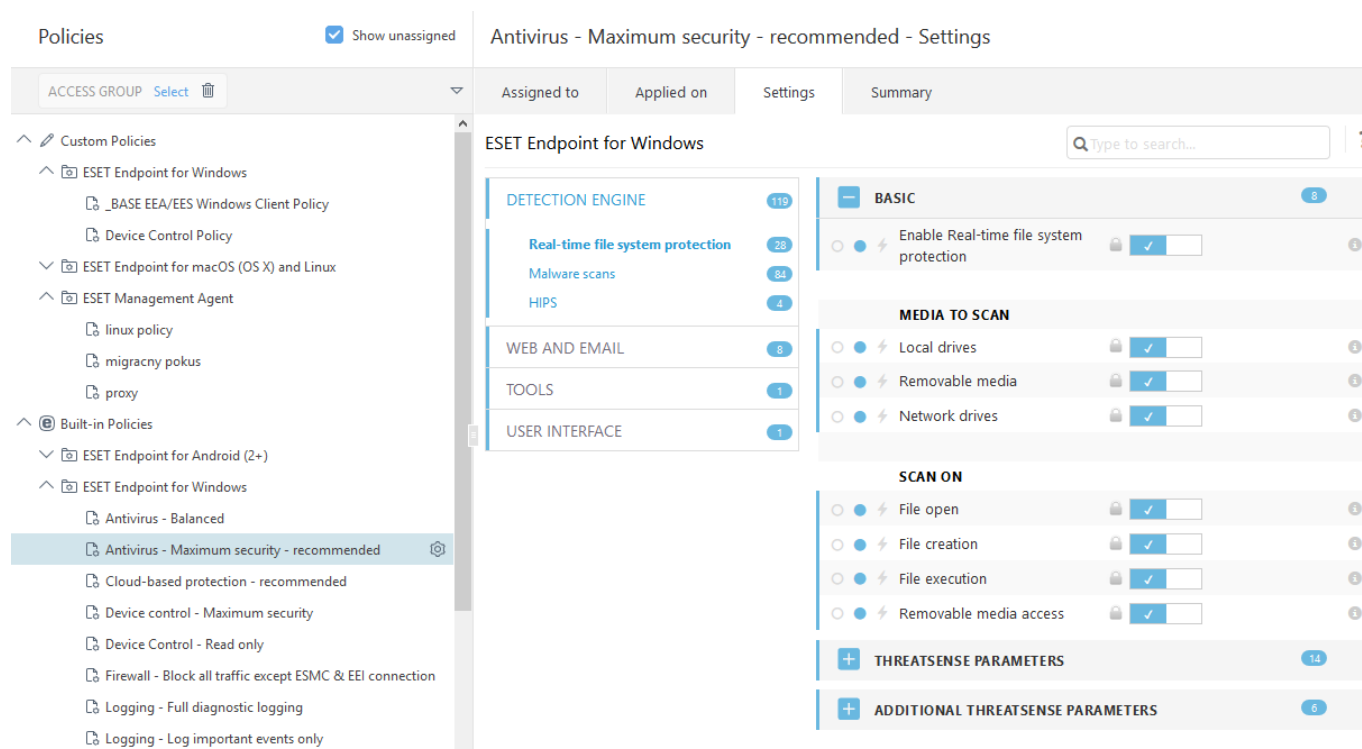 Policies
Show unassigned
ACCESS GROUP Select
Custom Policies
ESET Endpoint for Windows
_BASE EEA/EES Windows Client Policy
Device Control Policy
ESET Endpoint for macOS (OS X) and Linux
ESET Management Agent
linux policy
migracny pokus
proxy
Built-in Policies
ESET Endpoint for Android (2+)
ESET Endpoint for Windows
Antivirus - Balanced
Antivirus - Maximum security - recommended
Cloud-based protection - recommended
Device control - Maximum security
Device Control - Read only
Firewall - Block all traffic except ESMC & EEI connection
Logging - Full diagnostic logging
Logging - Log important events only
Antivirus - Maximum security - recommended - Settings
Assigned to
Applied on
Settings
Summary
ESET Endpoint for Windows
Type to search...
DETECTION ENGINE 119
Real-time file system protection 28
Malware scans 84
HIPS 4
WEB AND EMAIL 8
TOOLS 1
USER INTERFACE 1
BASIC 8
Enable Real-time file system
protection
MEDIA TO SCAN
Local drives
Removable media
Network drives
SCAN ON
File open
File creation
File execution
Removable media access
THREATSENSE PARAMETERS 14
ADDITIONAL THREATSENSE PARAMETERS 6